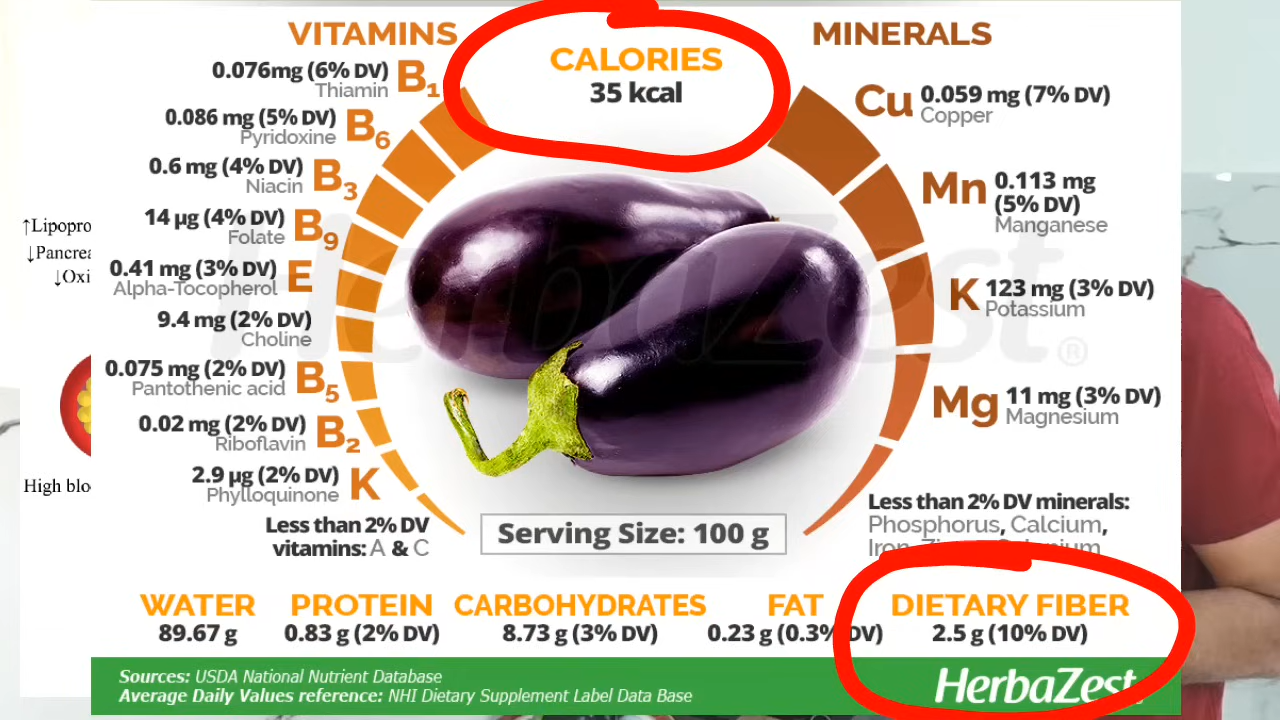 VITAMINS
CALORIES
35 kcal
MINERALS
0.076mg (6% DV) B1
Thiamin
0.086 mg (5% DV) B6
Pyridoxine
0.6 mg (4% DV) B3
Niacin
14 µg (4% DV) B9
Folate
0.41 mg (3% DV) E
Alpha-Tocopherol
9.4 mg (2% DV)
Choline
0.075 mg (2% DV) B5
Pantothenic acid
0.02 mg (2% DV) B2
Riboflavin
2.9 µg (2% DV) K
Phylloquinone
Less than 2% DV
vitamins: A & C
Cu 0.059 mg (7% DV)
Copper
Mn 0.113 mg
(5% DV)
Manganese
K 123 mg (3% DV)
Potassium
Mg 11 mg (3% DV)
Magnesium
Less than 2% DV minerals:
Phosphorus, Calcium,
Iron,
HerbaZest®
Serving Size: 100 g
WATER
89.67 g
PROTEIN
0.83 g (2% DV)
CARBOHYDRATES
8.73 g (3% DV)
FAT
0.23 g (0.3% DV)
DIETARY FIBER
2.5 g (10% DV)
Sources: USDA National Nutrient Database
Average Daily Values reference: NHI Dietary Supplement Label Data Base
HerbaZest
↑Lipopro
↓Pancrea
↓Oxi
High blo